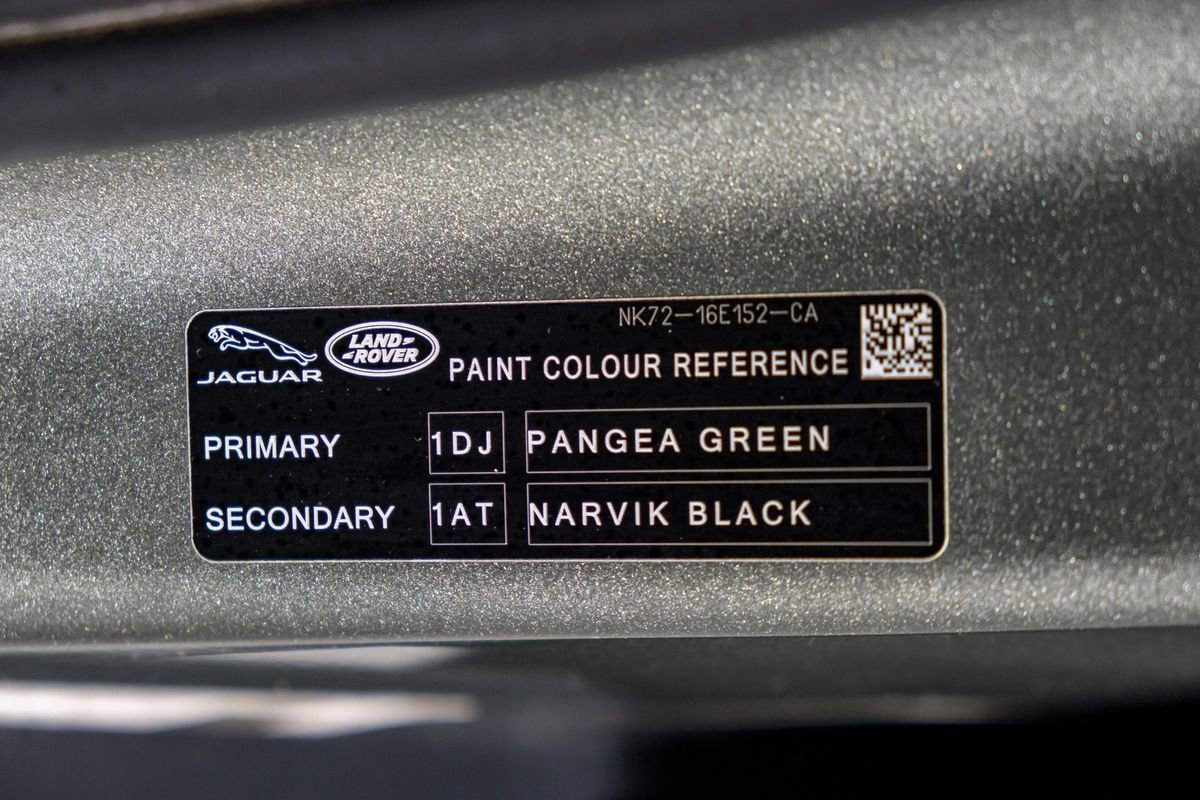 NK72-16E152-CA
JAGUAR
LAND
ROVER
PAINT COLOUR REFERENCE
PRIMARY 1DJ PANGEA GREEN
SECONDARY 1AT NARVIK BLACK